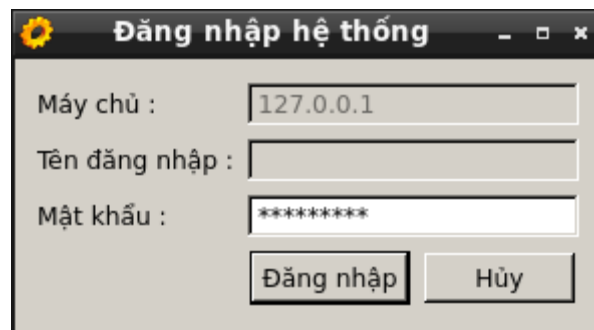 Đăng nhập hệ thống
Máy chủ : 127.0.0.1
Tên đăng nhập :
Mật khẩu : *********
Đăng nhập Hủy